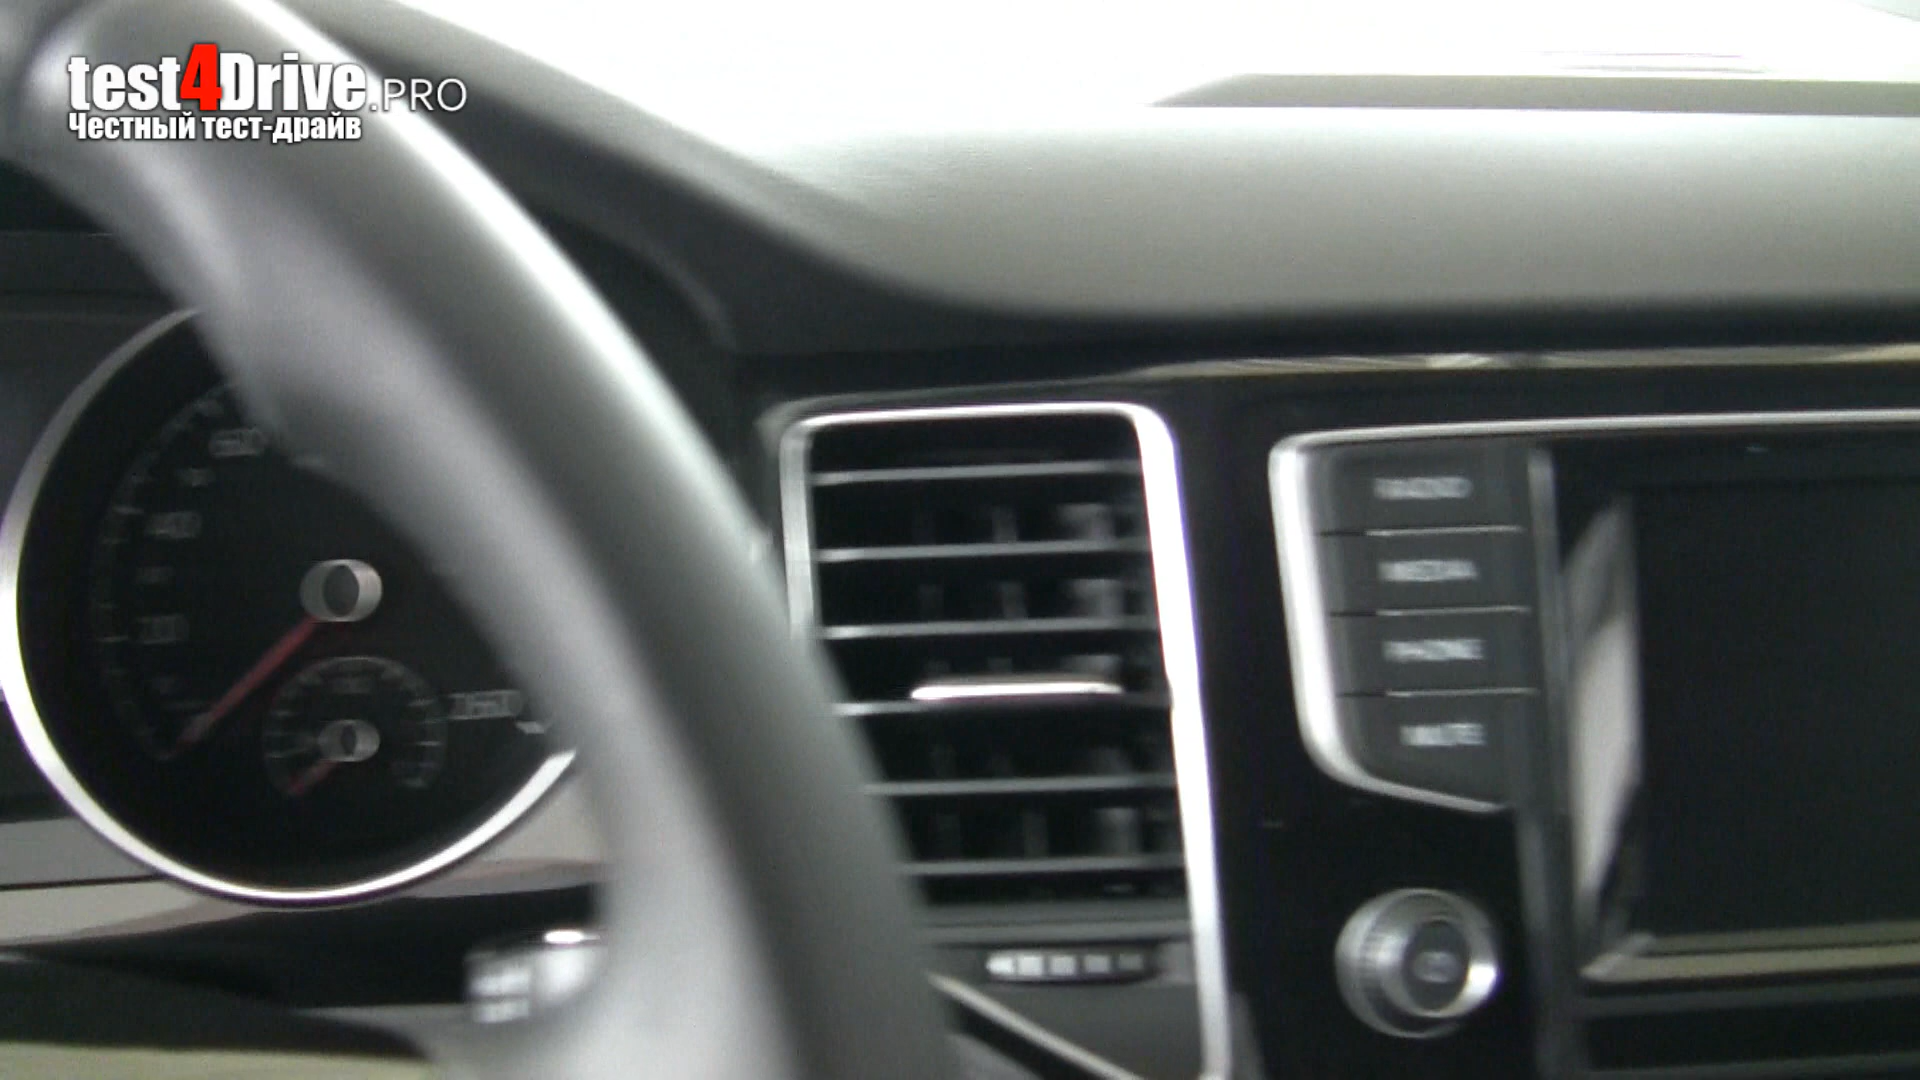 test4Drive.PRO
Честный тест-драйв
RADIO
MEDIA
PHONE
MUTE